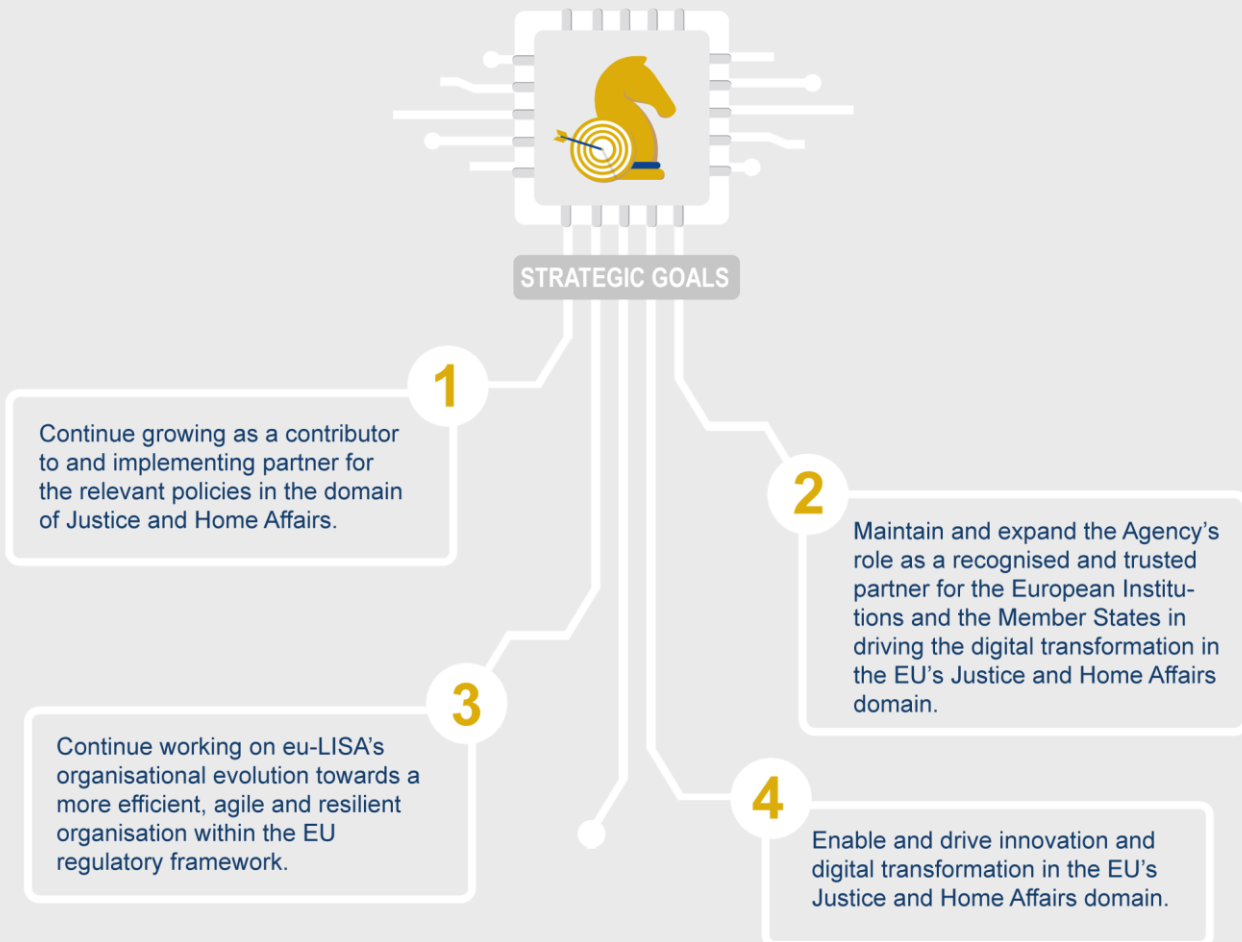 STRATEGIC GOALS
1
Continue growing as a contributor
to and implementing partner for
the relevant policies in the domain
of Justice and Home Affairs.
2
Maintain and expand the Agency’s
role as a recognised and trusted
partner for the European Institu-
tions and the Member States in
driving the digital transformation in
the EU’s Justice and Home Affairs
domain.
3
Continue working on eu-LISA’s
organisational evolution towards a
more efficient, agile and resilient
organisation within the EU
regulatory framework.
4
Enable and drive innovation and
digital transformation in the EU’s
Justice and Home Affairs domain.